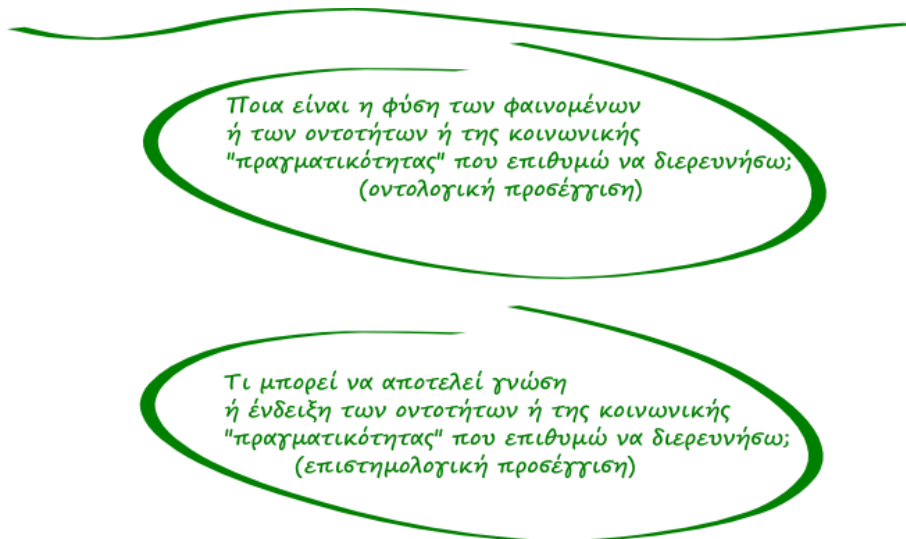 Ποια είναι η φύση των φαινομένων
ή των οντοτήτων ή της κοινωνικής
"πραγματικότητας" που επιθυμώ να διερευνήσω;
(οντολογική προσέγγιση)
Τι μπορεί να αποτελεί γνώση
ή ένδειξη των οντοτήτων ή της κοινωνικής
"πραγματικότητας" που επιθυμώ να διερευνήσω;
(επιστημολογική προσέγγιση)